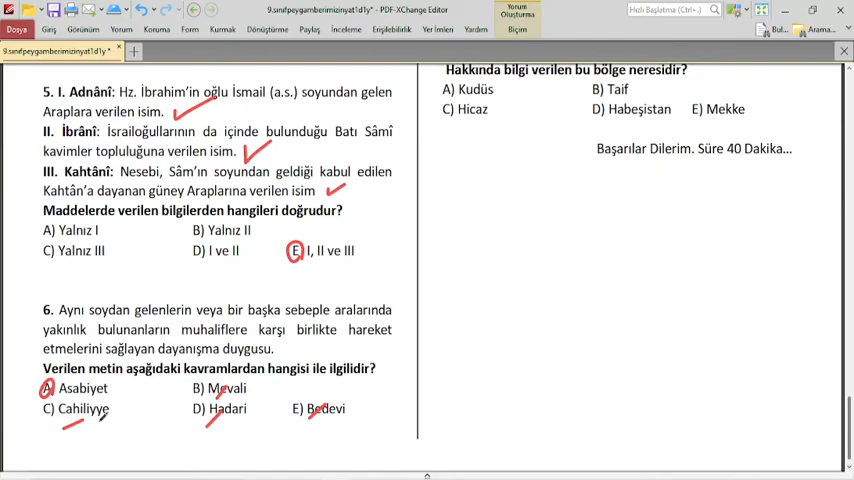 9.sınıfpeygamberimizinyat1d1y* - PDF-XChange Editor
Yorum Oluşturma
Hızlı Başlatma (...)
Dosya
Giriş
Görünüm
Yorum
Koruma
Form
Kaynak
Dönüştürme
Paylaş
İnceleme
Erişilebilirlik
Yer İmleri
Yardım
Biçim
Bul...
Arama...
9.sınıfpeygamberimizinyat1d1y *
5. I. Adnânî: Hz. İbrahim'in oğlu İsmail (a.s.) soyundan gelen
Araplara verilen isim.
II. İbrânî: İsrailoğullarının da içinde bulunduğu Batı Sâmî
kavimler topluluğuna verilen isim.
III. Kahtânî: Nesebi, Sâm'ın soyundan geldiği kabul edilen
Kahtân'a dayanan güney Araplarına verilen isim
Maddelerde verilen bilgilerden hangileri doğrudur?
A) Yalnız I B) Yalnız II
C) Yalnız III D) I ve II E) I, II ve III
6. Aynı soydan gelenlerin veya bir başka sebeple aralarında
yakınlık bulunanların muhaliflere karşı birlikte hareket
etmelerini sağlayan dayanışma duygusu.
Verilen metin aşağıdaki kavramlardan hangisi ile ilgilidir?
A) Asabiyet B) Mevali
C) Cahiliyye D) Hadari E) Bedevi
Hakkında bilgi verilen bu bölge neresidir?
A) Kudüs B) Taif
C) Hicaz D) Habeşistan E) Mekke
Başarılar Dilerim. Süre 40 Dakika...